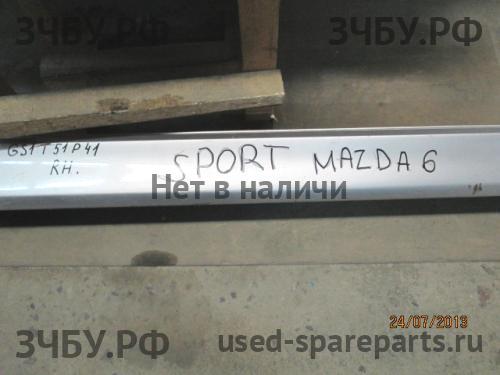 ЗЧБУ.РФ ЗЧБУ.РФ
GS1T51P41
RH.
SPORT MAZDA 6
Нет в наличи
24/07/2013
ЗЧБУ.РФ used-spareparts.ru